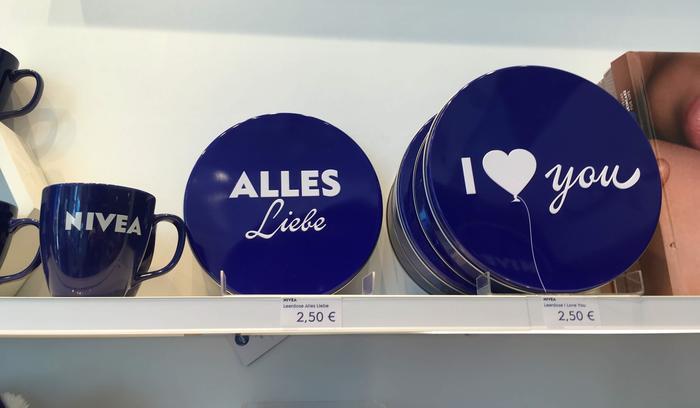 NIVEA
ALLES
Liebe
I ♥ you
NIVEA
Leerdose Alles Liebe
2,50 €
NIVEA
Leerdose I Love You
2,50 €